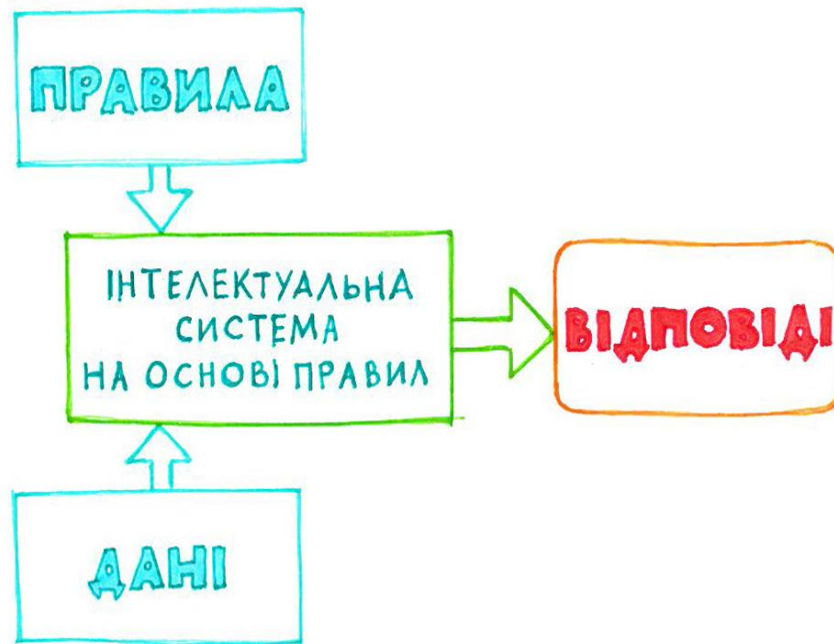 ПРАВИЛА
ІНТЕЛЕКТУАЛЬНА
СИСТЕМА
НА ОСНОВІ ПРАВИЛ
ВІДПОВІДІ
ДАНІ